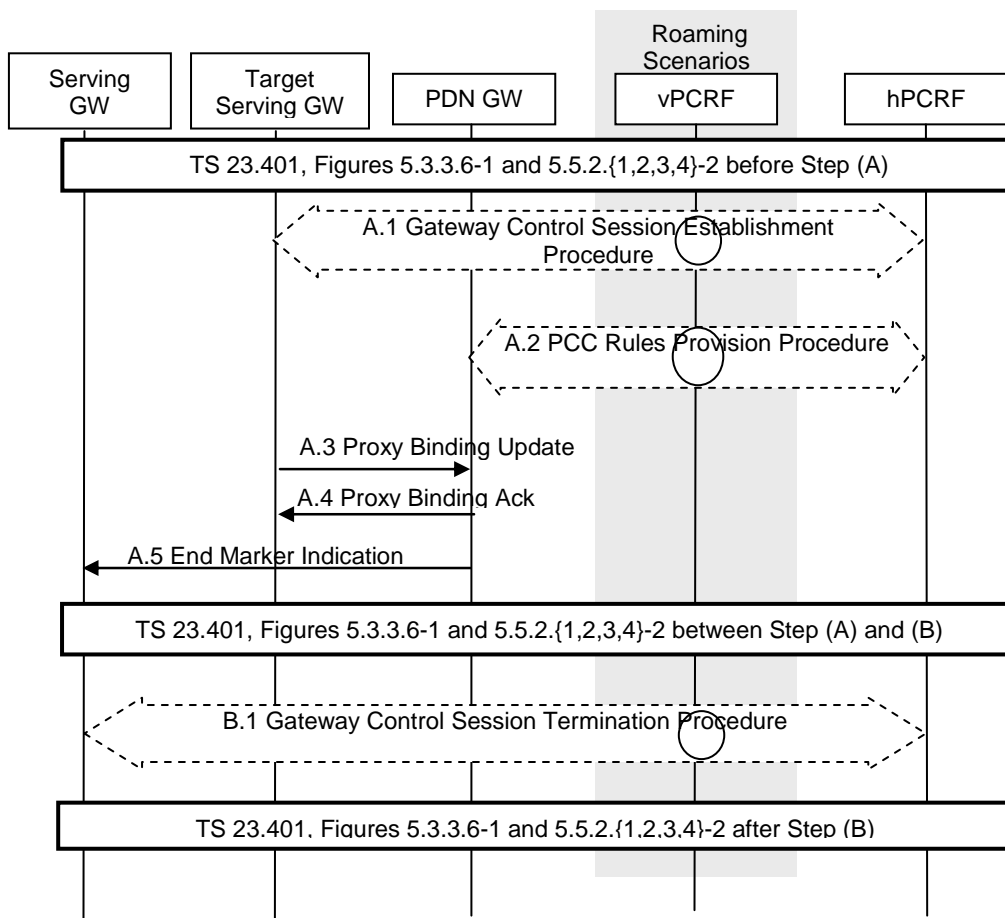 Roaming
Scenarios
Serving
GW
Target
Serving GW
PDN GW
vPCRF
hPCRF
TS 23.401, Figures 5.3.3.6-1 and 5.5.2.{1,2,3,4}-2 before Step (A)
A.1 Gateway Control Session Establishment
Procedure
A.2 PCC Rules Provision Procedure
A.3 Proxy Binding Update
A.4 Proxy Binding Ack
A.5 End Marker Indication
TS 23.401, Figures 5.3.3.6-1 and 5.5.2.{1,2,3,4}-2 between Step (A) and (B)
B.1 Gateway Control Session Termination Procedure
TS 23.401, Figures 5.3.3.6-1 and 5.5.2.{1,2,3,4}-2 after Step (B)